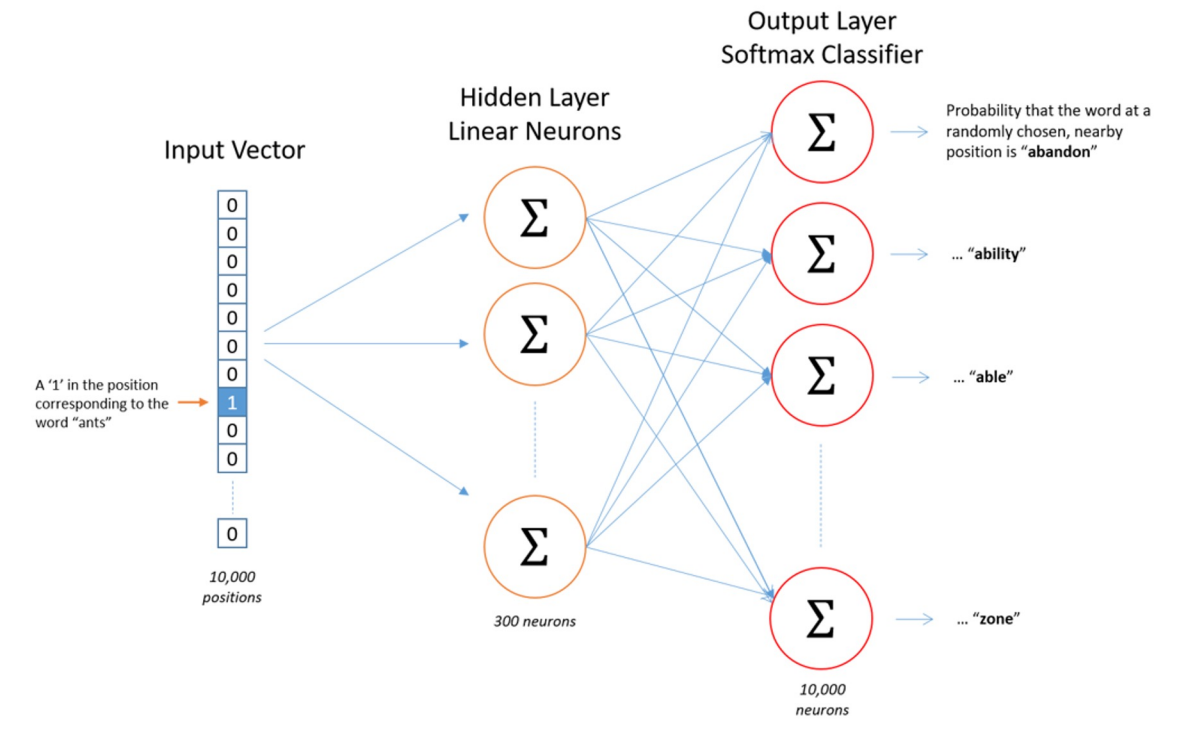 Output Layer
Softmax Classifier
Hidden Layer
Linear Neurons
Input Vector
0
0
0
0
0
0
0
1
0
0
0
A ‘1’ in the position
corresponding to the
word “ants”
10,000
positions
Σ
Σ
Σ
300 neurons
Σ
Σ
Σ
Σ
10,000
neurons
Probability that the word at a
randomly chosen, nearby
position is “abandon”
... “ability”
... “able”
... “zone”